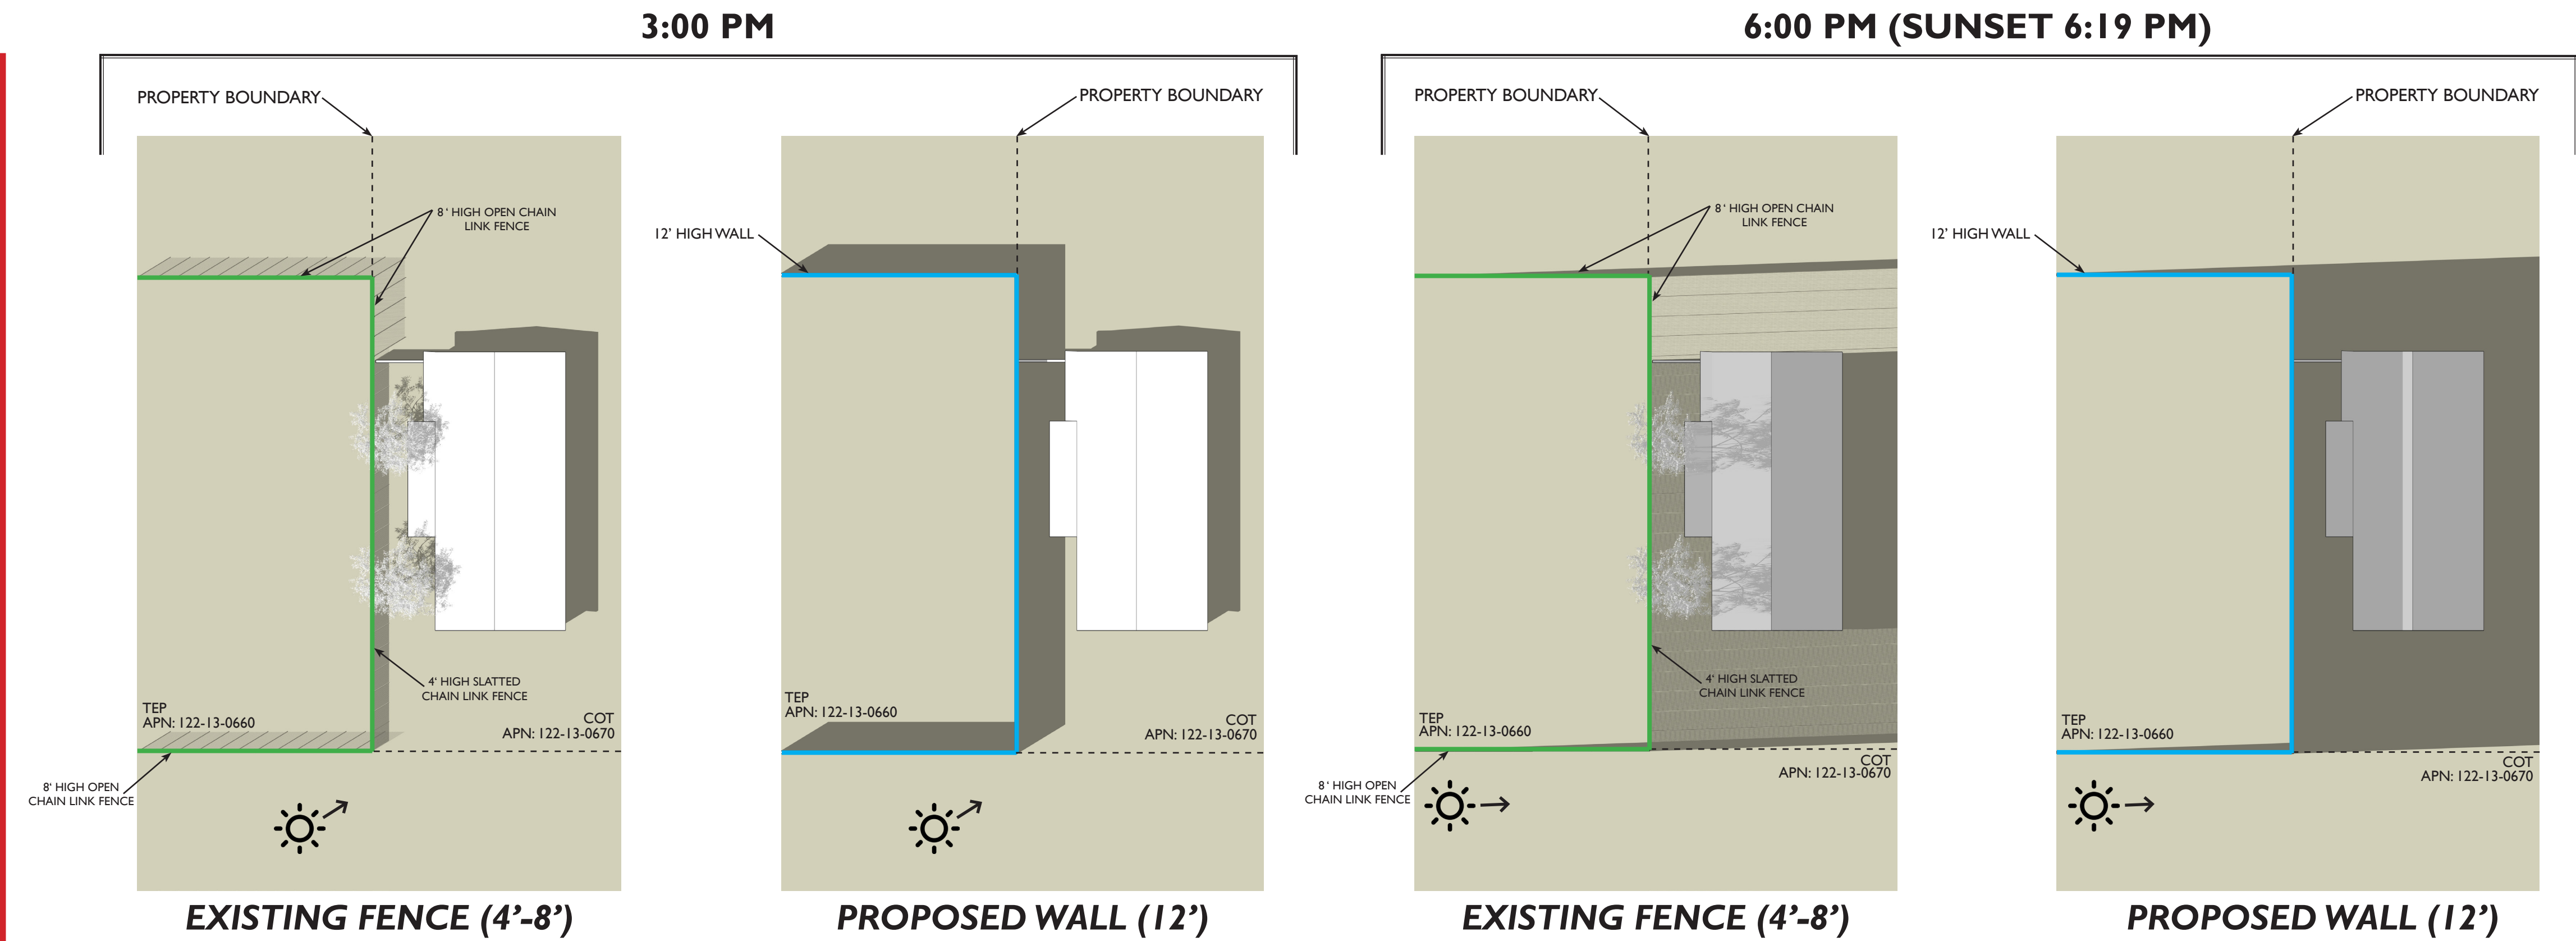 3:00 PM
PROPERTY BOUNDARY
8' HIGH OPEN CHAIN
LINK FENCE
4' HIGH SLATTED
CHAIN LINK FENCE
TEP
APN: 122-13-0660
COT
APN: 122-13-0670
8' HIGH OPEN
CHAIN LINK FENCE
EXISTING FENCE (4'-8')
PROPERTY BOUNDARY
12' HIGH WALL
TEP
APN: 122-13-0660
COT
APN: 122-13-0670
PROPOSED WALL (12')
6:00 PM (SUNSET 6:19 PM)
PROPERTY BOUNDARY
8' HIGH OPEN CHAIN
LINK FENCE
4' HIGH SLATTED
CHAIN LINK FENCE
TEP
APN: 122-13-0660
COT
APN: 122-13-0670
8' HIGH OPEN
CHAIN LINK FENCE
EXISTING FENCE (4'-8')
PROPERTY BOUNDARY
12' HIGH WALL
TEP
APN: 122-13-0660
COT
APN: 122-13-0670
PROPOSED WALL (12')